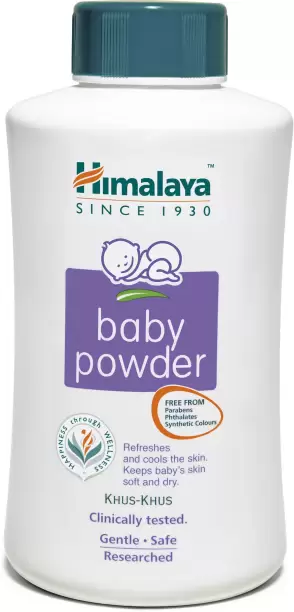 Himalaya™
SINCE 1930
baby
powder
FREE FROM
Parabens
Phthalates
Synthetic Colours
HAPPINESS through WELLNESS
Refreshes
and cools the skin.
Keeps baby's skin
soft and dry.
KHUS-KHUS
Clinically tested.
Gentle • Safe
Researched